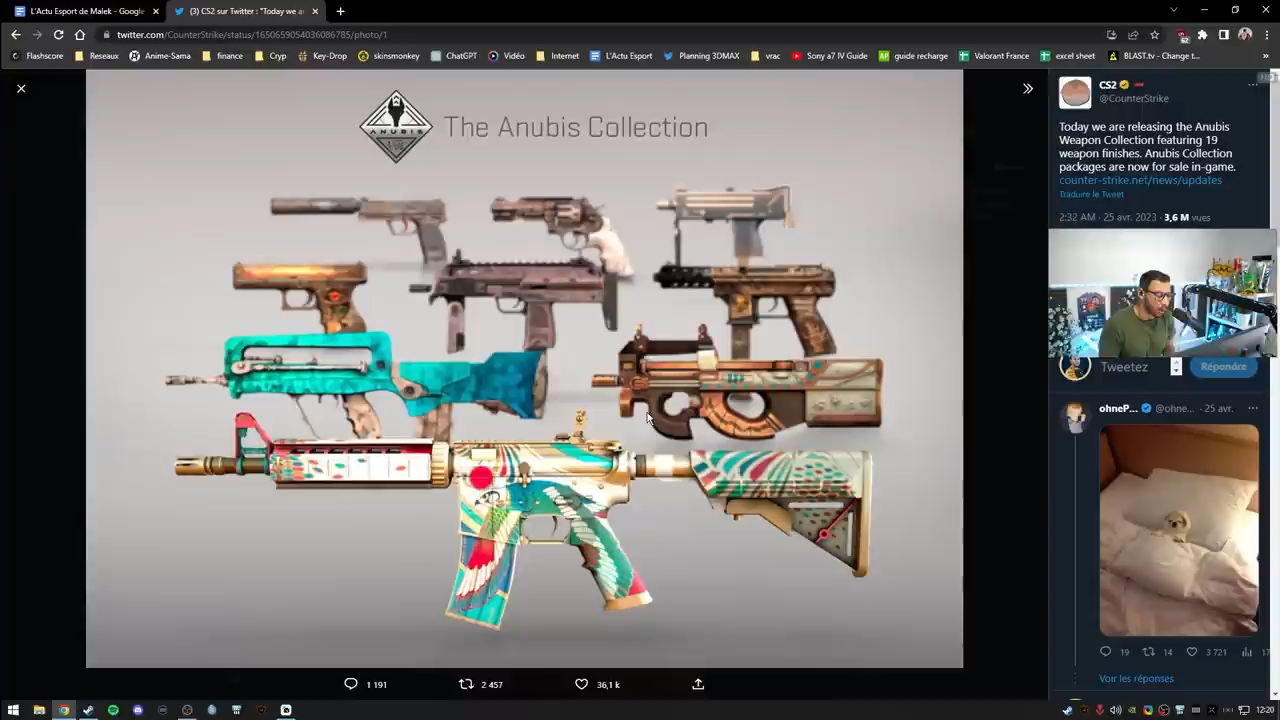 L'Actu Esport de Malek - Google
(3) CS2 sur Twitter : "Today we a
twitter.com/CounterStrike/status/1650659054036086785/photo/1
Flashscore
Reseaux
Anime-Sama
finance
Cryp
Key-Drop
skinsmonkey
ChatGPT
Vidéo
Internet
L'Actu Esport
Planning 3DMAX
vrac
Sony a7 IV Guide
guide recharge
Valorant France
excel sheet
BLAST.tv - Change t...
ANUBIS
The Anubis Collection
CS2
@CounterStrike
Today we are releasing the Anubis
Weapon Collection featuring 19
weapon finishes. Anubis Collection
packages are now for sale in-game.
counter-strike.net/news/updates
Traduire le Tweet
2:32 AM · 25 avr. 2023 · 3,6 M vues
Tweetez
Répondre
ohneP... @ohne... · 25 avr.
19
14
3 721
17
Voir les réponses
1 191
2 457
36,1 k
12:20